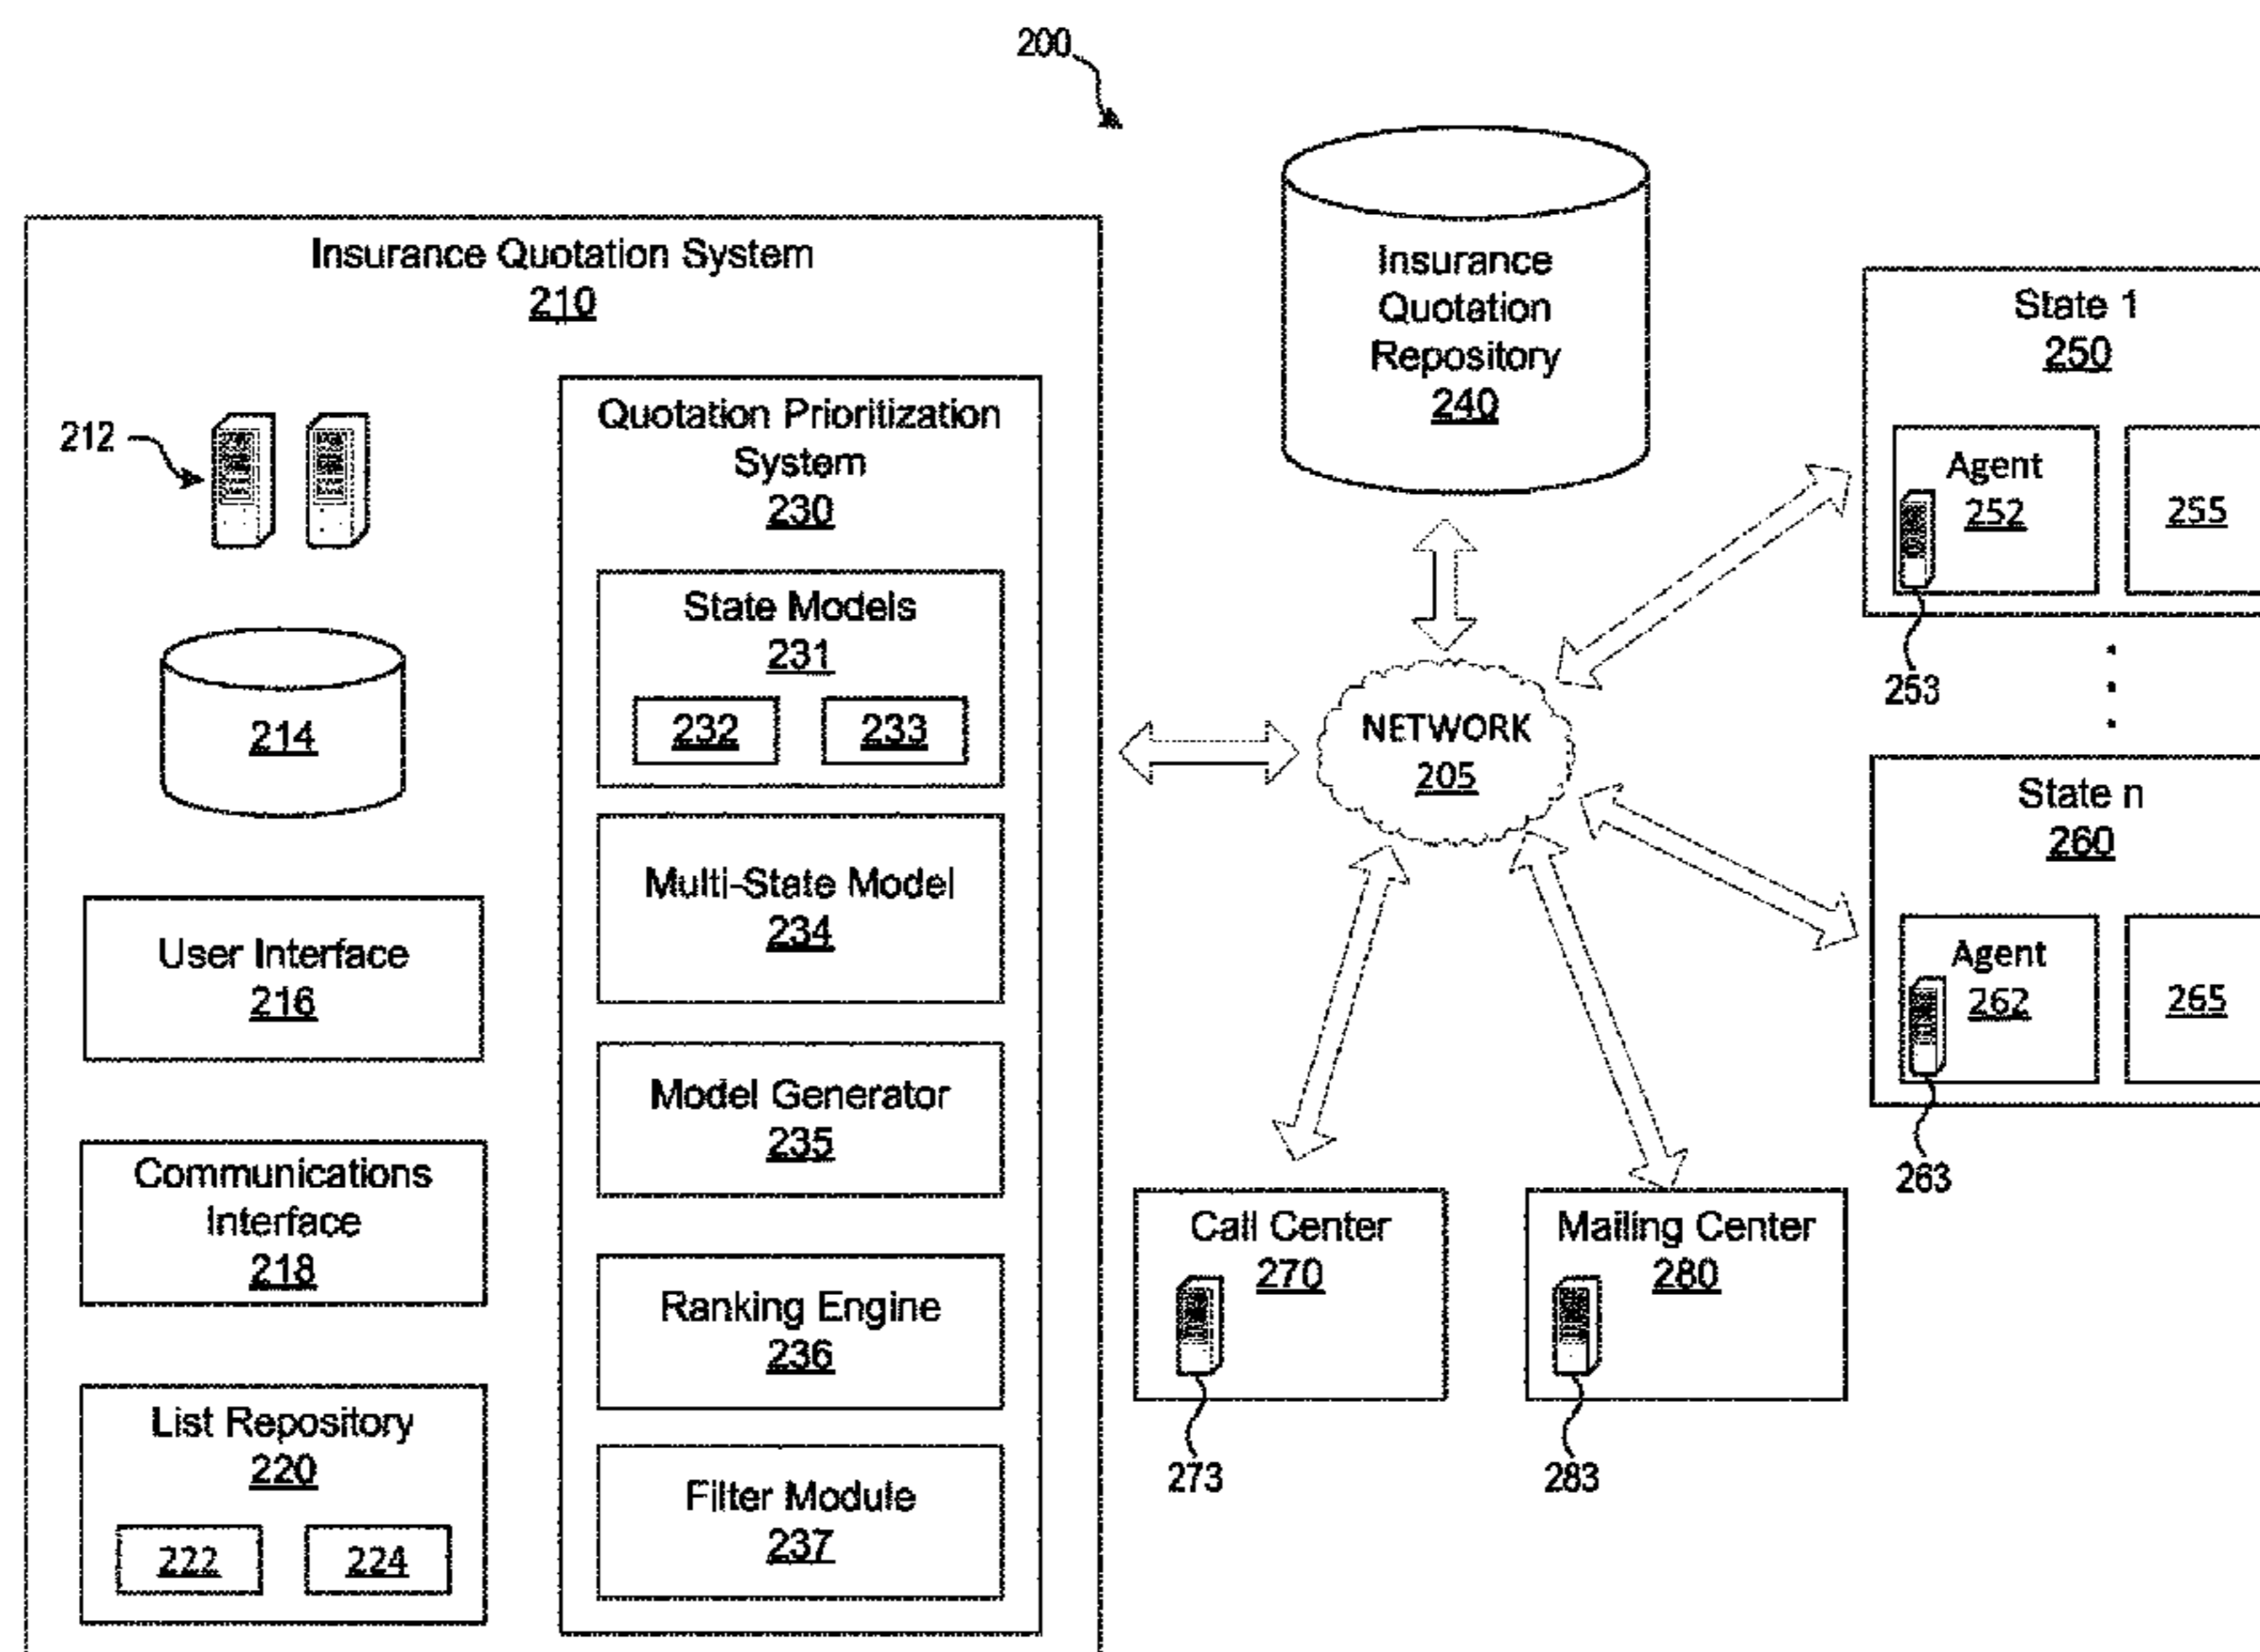 200
Insurance Quotation System
210
212
214
User Interface
216
Communications
Interface
218
List Repository
220
222 224
Quotation Prioritization
System
230
State Models
231
232 233
Multi-State Model
234
Model Generator
235
Ranking Engine
236
Filter Module
237
Insurance
Quotation
Repository
240
NETWORK
205
State 1
250
Agent
252
255
253
State n
260
Agent
262
265
263
Call Center
270
273
Mailing Center
280
283